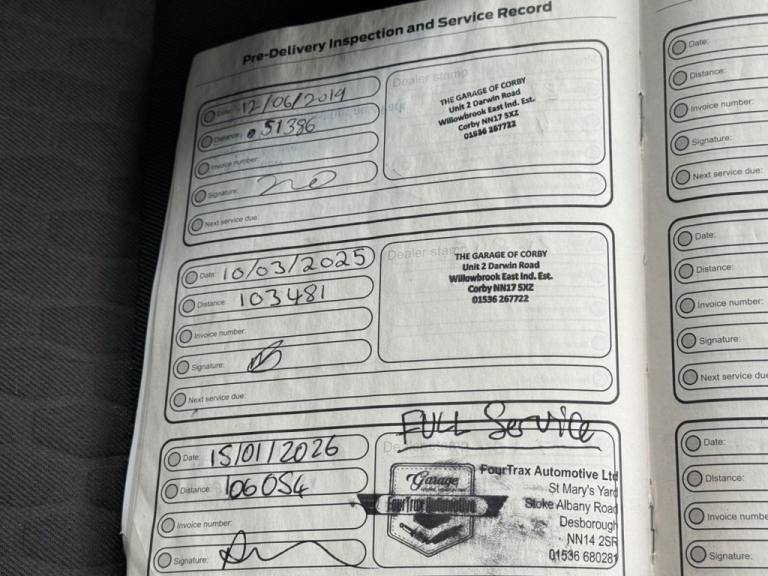 Pre-Delivery Inspection and Service Record
Date: 12/06/2019
Distance: 51386
Invoice number:
Signature:
Next service due:
Dealer stamp
THE GARAGE OF CORBY
Unit 2 Darwin Road
Willowbrook East Ind. Est.
Corby NN17 5XZ
01536 267722
Date: 10/03/2025
Distance: 103481
Invoice number:
Signature:
Next service due:
Dealer stamp
THE GARAGE OF CORBY
Unit 2 Darwin Road
Willowbrook East Ind. Est.
Corby NN17 5XZ
01536 267722
Date: 15/01/2026
Distance: 106054
Invoice number:
Signature:
FULL Service
Garage
FourTrax Automotive
FourTrax Automotive Ltd
St Mary's Yard
Stoke Albany Road
Desborough
NN14 2SR
01536 680281
Date:
Distance:
Invoice number:
Signature:
Next service due:
Date:
Distance:
Invoice number:
Signature:
Next service due
Date:
Distance:
Invoice numbe
Signature: